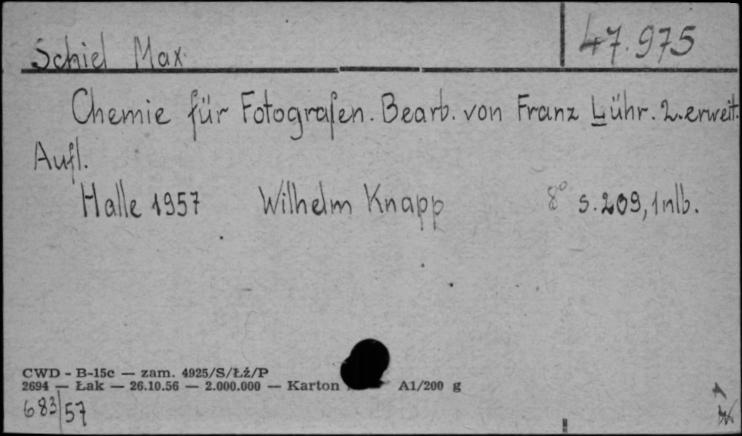 47.975
Schiel Max
Chemie für Fotografen. Bearb. von Franz Lühr. 2. erweit.
Aufl.
Halle 1957 Wilhelm Knapp 8° s. 209, 1 nlb.
CWD - B-15c — zam. 4925/S/Łź/P
2694 — Łak — 26.10.56 — 2.000.000 — Karton A1/200 g
683/57